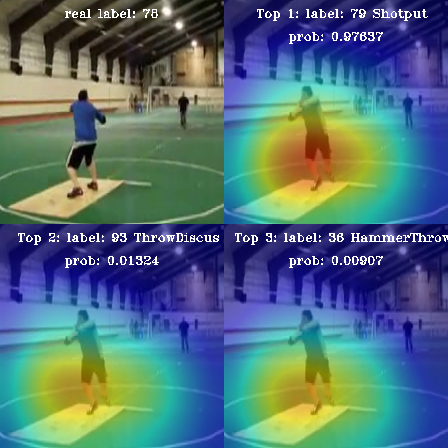 real label: 78
Top 1: label: 79 Shotput
prob: 0.97637
Top 2: label: 93 ThrowDiscus
prob: 0.01324
Top 3: label: 36 HammerThrow
prob: 0.00907